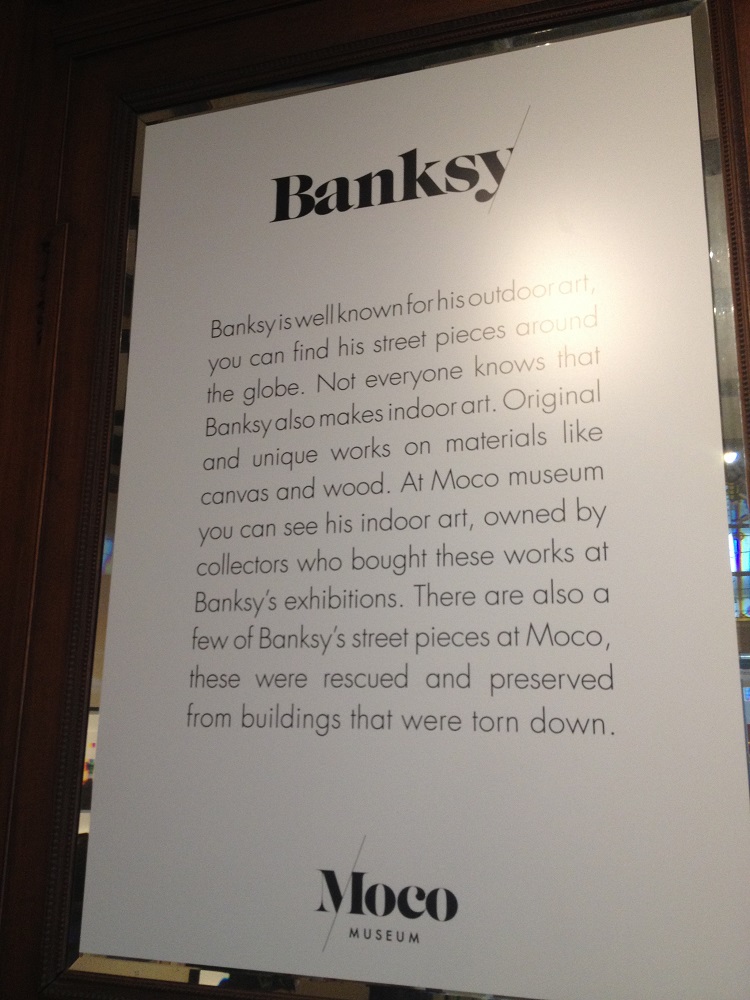 Banksy
Banksy is well known for his outdoor art,
you can find his street pieces around
the globe. Not everyone knows that
Banksy also makes indoor art. Original
and unique works on materials like
canvas and wood. At Moco museum
you can see his indoor art, owned by
collectors who bought these works at
Banksy's exhibitions. There are also a
few of Banksy's street pieces at Moco,
these were rescued and preserved
from buildings that were torn down.
Moco
MUSEUM